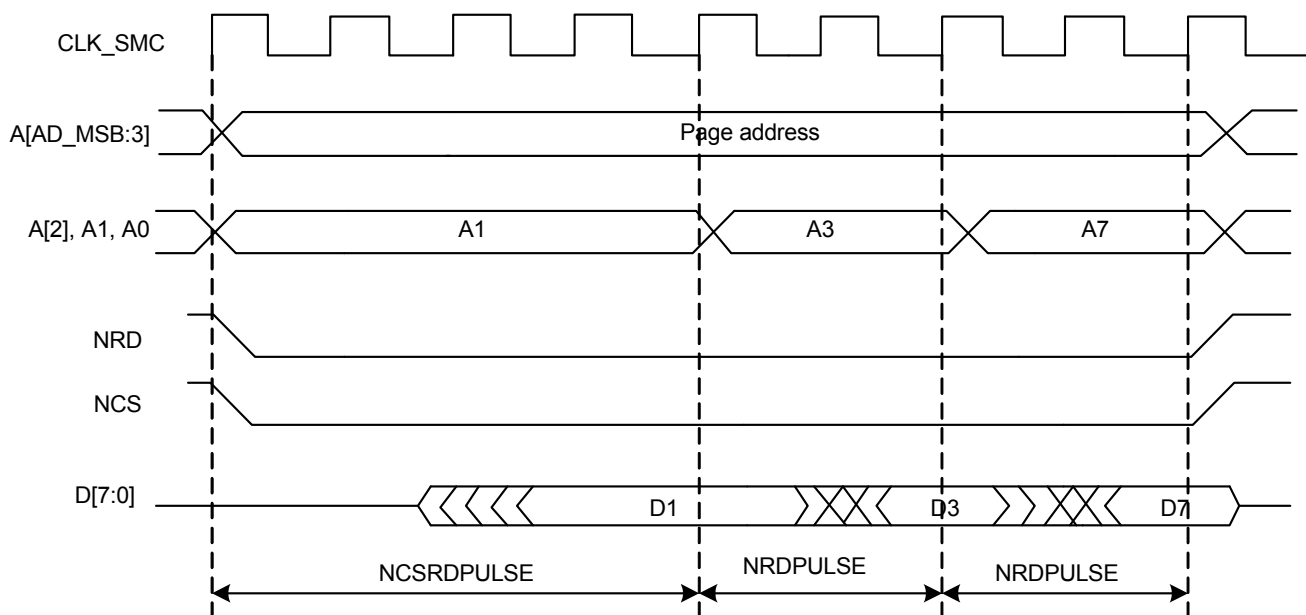 CLK_SMC
A[AD_MSB:3]
Page address
A[2], A1, A0
A1
A3
A7
NRD
NCS
D[7:0]
D1
D3
D7
NCSRDPULSE
NRDPULSE
NRDPULSE